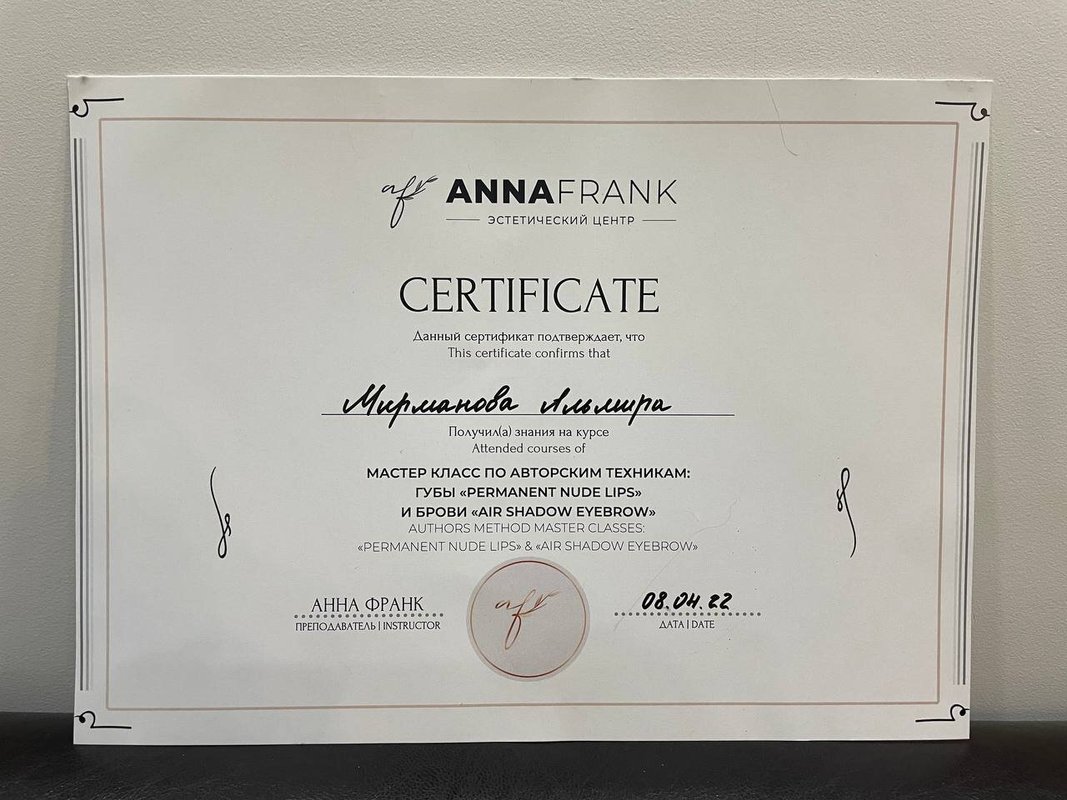 aft ANNAFRANK
ЭСТЕТИЧЕСКИЙ ЦЕНТР
CERTIFICATE
Данный сертификат подтверждает, что
This certificate confirms that
Мирманова Альмира
Получил(а) знания на курсе
Attended courses of
МАСТЕР КЛАСС ПО АВТОРСКИМ ТЕХНИКАМ:
ГУБЫ «PERMANENT NUDE LIPS»
И БРОВИ «AIR SHADOW EYEBROW»
AUTHORS METHOD MASTER CLASSES:
«PERMANENT NUDE LIPS» & «AIR SHADOW EYEBROW»
АННА ФРАНК
ПРЕПОДАВАТЕЛЬ | INSTRUCTOR
aft
08.04.22
ДАТА | DATE